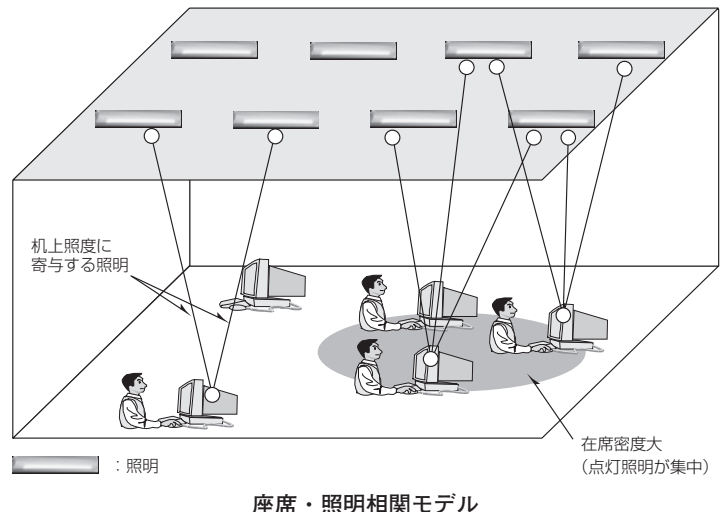 机上照度に
寄与する照明
在席密度大
（点灯照明が集中）
：照明
座席・照明相関モデル